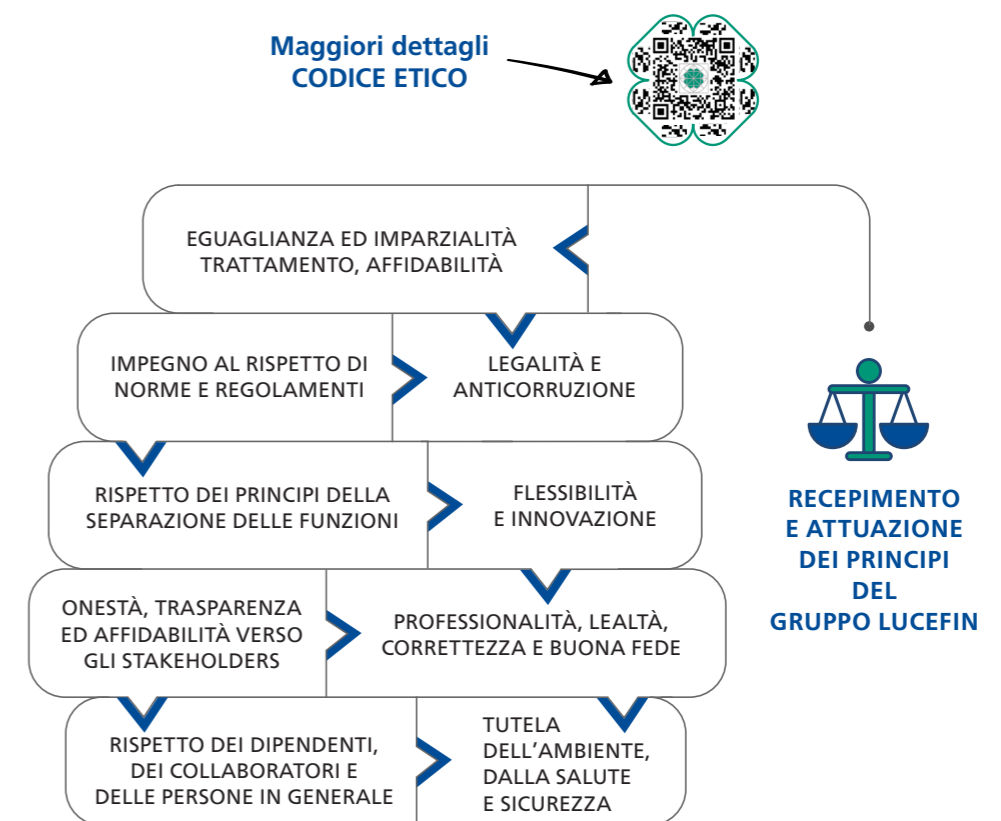 Maggiori dettagli
CODICE ETICO
EGUAGLIANZA ED IMPARZIALITÀ
TRATTAMENTO, AFFIDABILITÀ
IMPEGNO AL RISPETTO DI
NORME E REGOLAMENTI
LEGALITÀ E
ANTICORRUZIONE
RISPETTO DEI PRINCIPI DELLA
SEPARAZIONE DELLE FUNZIONI
FLESSIBILITÀ
E INNOVAZIONE
ONESTÀ, TRASPARENZA
ED AFFIDABILITÀ VERSO
GLI STAKEHOLDERS
PROFESSIONALITÀ, LEALTÀ,
CORRETTEZZA E BUONA FEDE
RISPETTO DEI DIPENDENTI,
DEI COLLABORATORI E
DELLE PERSONE IN GENERALE
TUTELA
DELL’AMBIENTE,
DALLA SALUTE
E SICUREZZA
RECEPIMENTO
E ATTUAZIONE
DEI PRINCIPI
DEL
GRUPPO LUCEFIN